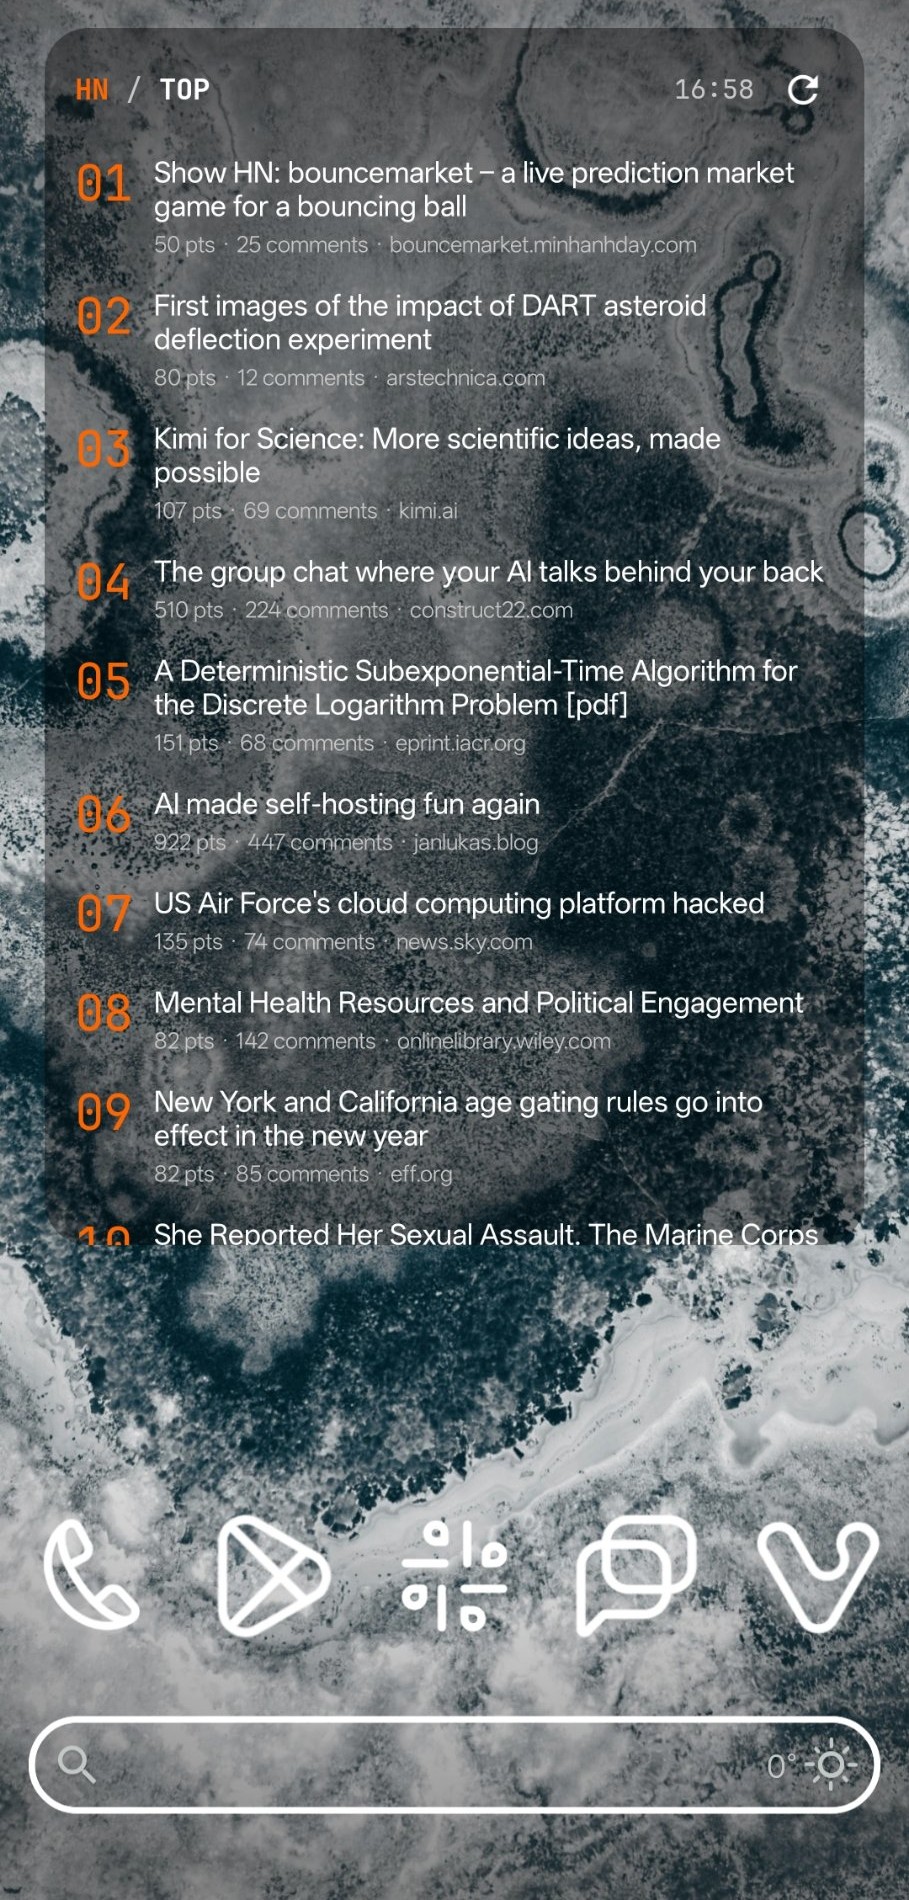 HN / TOP 16:58
01 Show HN: bouncemarket – a live prediction market
game for a bouncing ball
50 pts · 25 comments · bouncemarket.minhanhday.com
02 First images of the impact of DART asteroid
deflection experiment
80 pts · 12 comments · arstechnica.com
03 Kimi for Science: More scientific ideas, made
possible
107 pts · 69 comments · kimi.ai
04 The group chat where your AI talks behind your back
510 pts · 224 comments · construct22.com
05 A Deterministic Subexponential-Time Algorithm for
the Discrete Logarithm Problem [pdf]
151 pts · 68 comments · eprint.iacr.org
06 AI made self-hosting fun again
922 pts · 447 comments · janlukas.blog
07 US Air Force's cloud computing platform hacked
135 pts · 74 comments · news.sky.com
08 Mental Health Resources and Political Engagement
82 pts · 142 comments · onlinelibrary.wiley.com
09 New York and California age gating rules go into
effect in the new year
82 pts · 85 comments · eff.org
10 She Reported Her Sexual Assault. The Marine Corps
0°